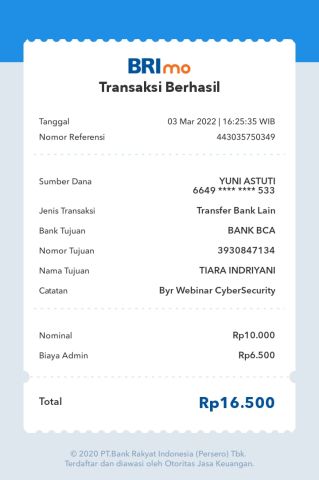 BRImo
Transaksi Berhasil
Tanggal 03 Mar 2022 | 16:25:35 WIB
Nomor Referensi 443035750349
Sumber Dana YUNI ASTUTI
6649 **** **** 533
Jenis Transaksi Transfer Bank Lain
Bank Tujuan BANK BCA
Nomor Tujuan 3930847134
Nama Tujuan TIARA INDRIYANI
Catatan Byr Webinar CyberSecurity
Nominal Rp10.000
Biaya Admin Rp6.500
Total Rp16.500
© 2020 PT.Bank Rakyat Indonesia (Persero) Tbk.
Terdaftar dan diawasi oleh Otoritas Jasa Keuangan.